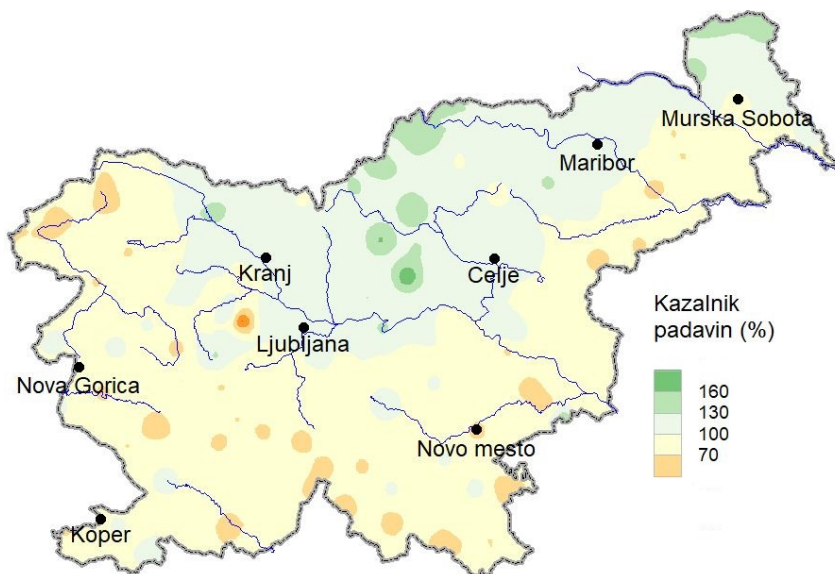 Murska Sobota
Maribor
Kranj
Celje
Ljubljana
Nova Gorica
Novo mesto
Koper
Kazalnik
padavin (%)
160
130
100
70